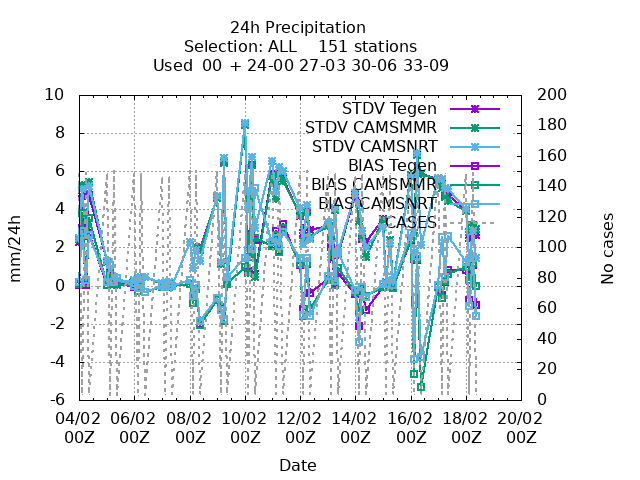 24h Precipitation
Selection: ALL    151 stations
Used  00 + 24-00 27-03 30-06 33-09
STDV Tegen
STDV CAMSMMR
STDV CAMSNRT
BIAS Tegen
BIAS CAMSMMR
BIAS CAMSNRT
CASES
mm/24h
10
8
6
4
2
0
-2
-4
-6
No cases
200
180
160
140
120
100
80
60
40
20
0
04/02 06/02 08/02 10/02 12/02 14/02 16/02 18/02 20/02
00Z 00Z 00Z 00Z 00Z 00Z 00Z 00Z 00Z
Date